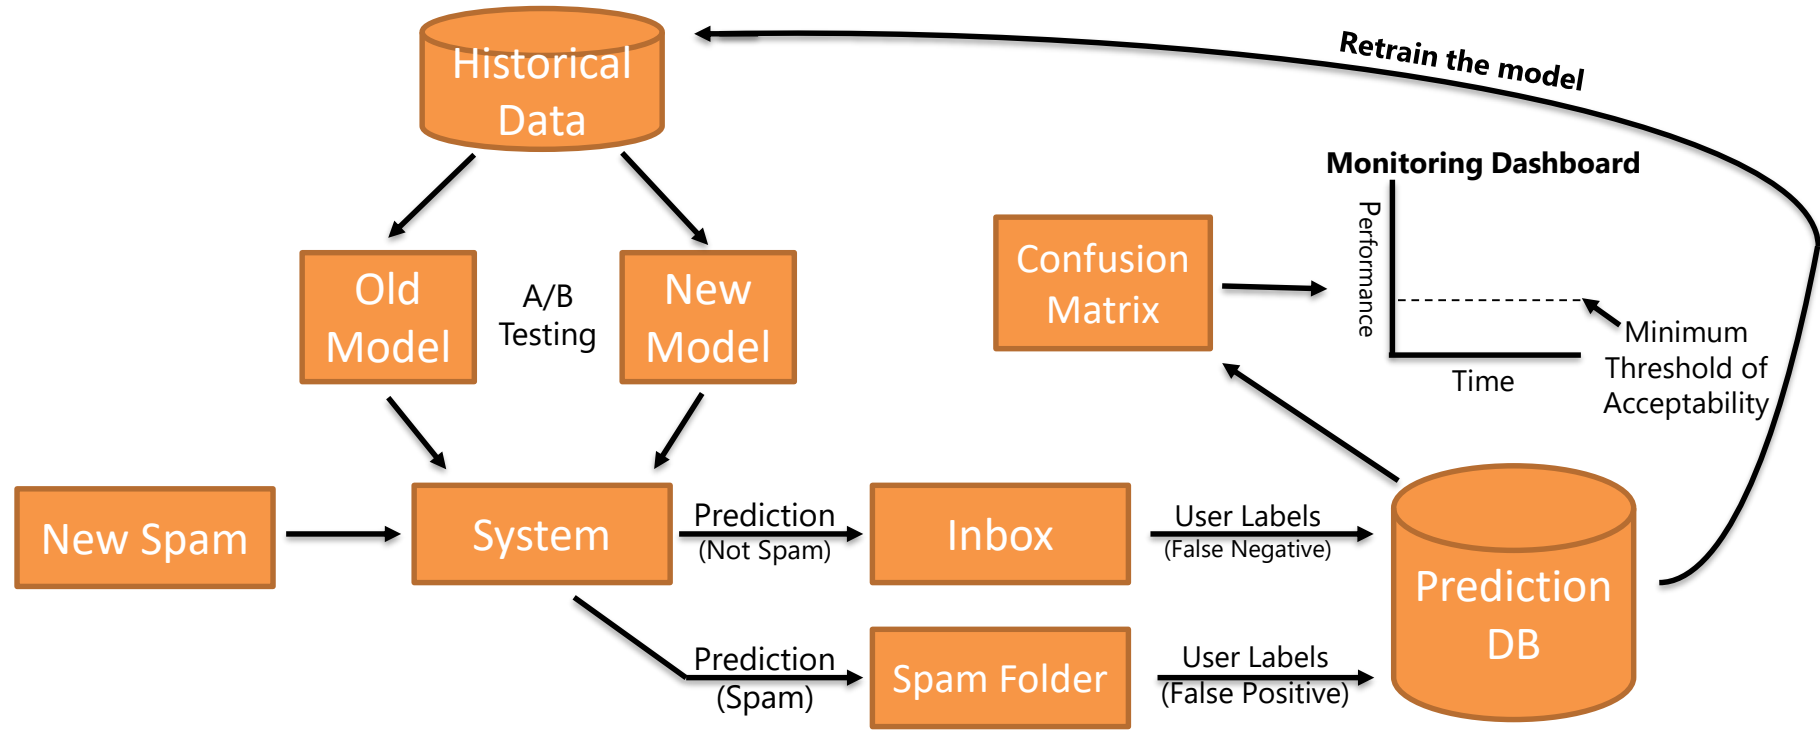 Historical
Data
Retrain the model
Monitoring Dashboard
Performance
Time
Minimum
Threshold of
Acceptability
Old
Model
A/B
Testing
New
Model
Confusion
Matrix
New Spam
System
Prediction
(Not Spam)
Inbox
User Labels
(False Negative)
Prediction
DB
Prediction
(Spam)
Spam Folder
User Labels
(False Positive)